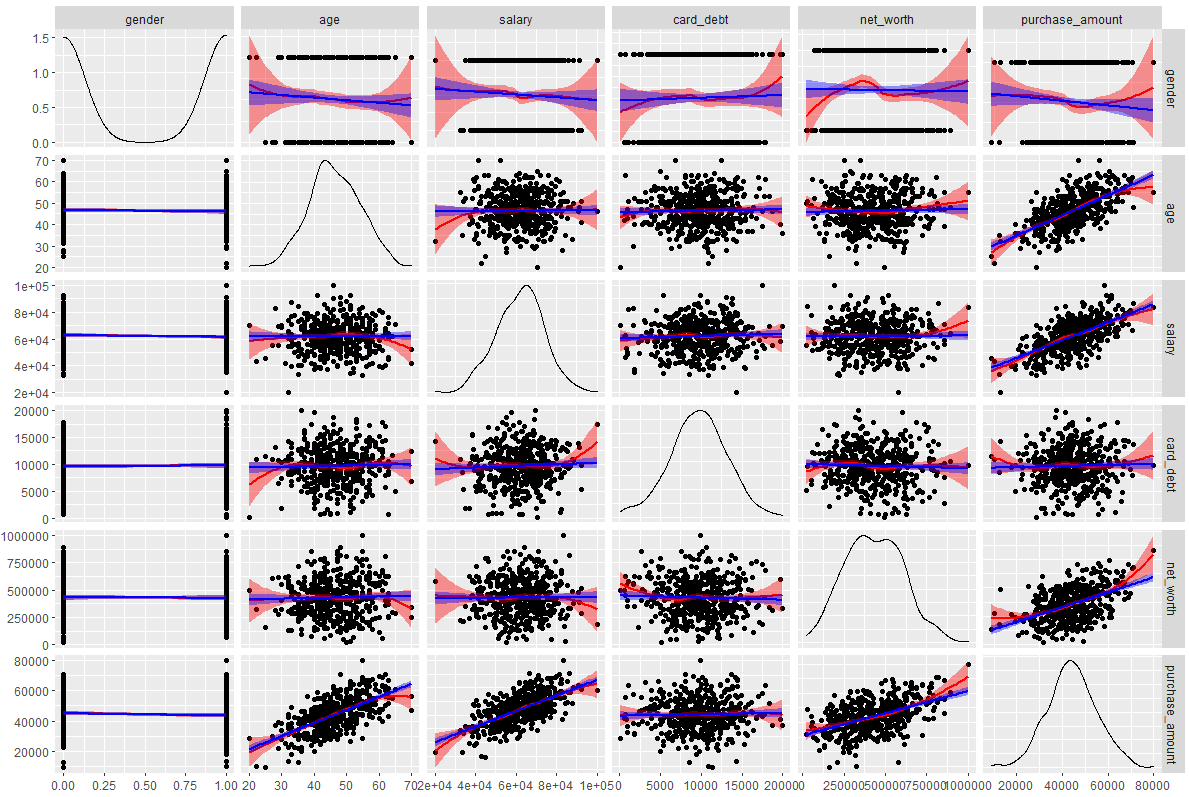 gender age salary card_debt net_worth purchase_amount
1.5
1.0
0.5
0.0
gender
70
60
50
40
30
20
age
1e+05
8e+04
6e+04
4e+04
2e+04
salary
20000
15000
10000
5000
0
card_debt
1000000
750000
500000
250000
0
net_worth
80000
60000
40000
20000
purchase_amount
0.00 0.25 0.50 0.75 1.00 20 30 40 50 60 70 2e+04 4e+04 6e+04 8e+04 1e+05 0 5000 10000 15000 20000 0 250000 500000 750000 1000000 20000 40000 60000 80000